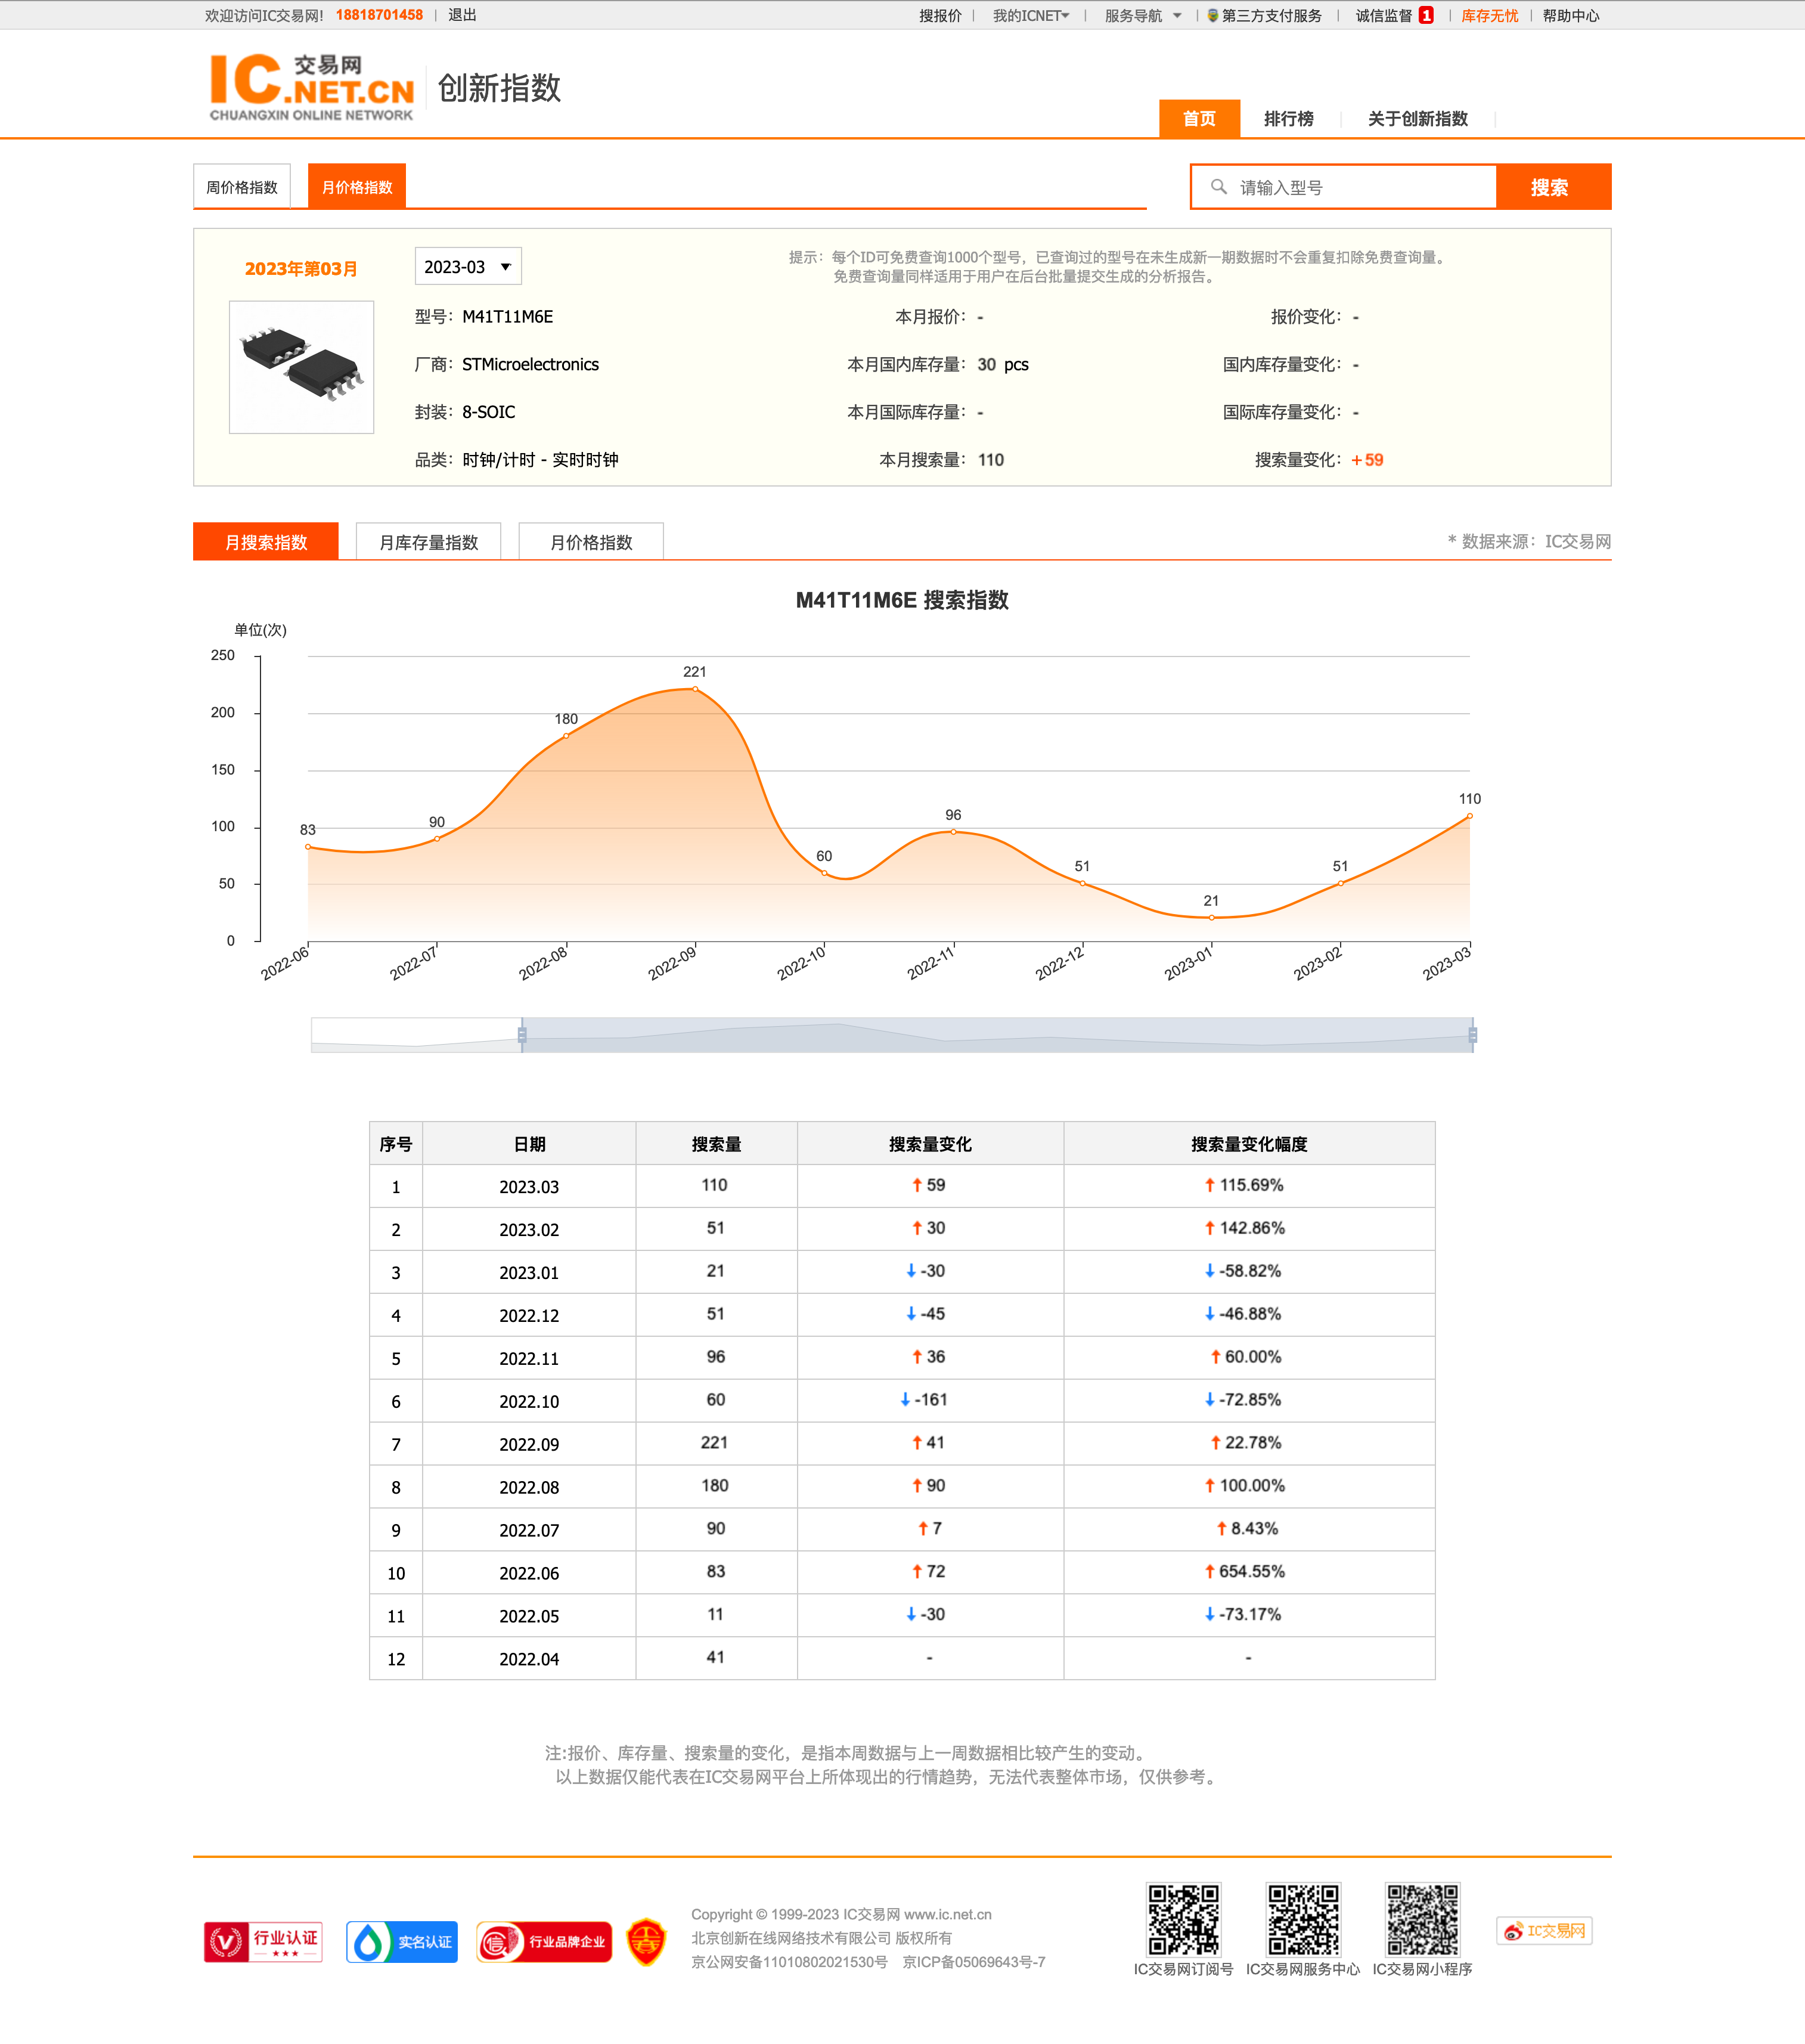 欢迎访问IC交易网! 18818701458 | 退出 搜报价 | 我的ICNET | 服务导航 | 第三方支付服务 | 诚信监督 1 | 库存无忧 | 帮助中心
IC 交易网 .NET.CN
CHUANGXIN ONLINE NETWORK
创新指数
首页 排行榜 关于创新指数
周价格指数 月价格指数 请输入型号 搜索
2023年第03月 2023-03
提示：每个ID可免费查询1000个型号，已查询过的型号在未生成新一期数据时不会重复扣除免费查询量。
免费查询量同样适用于用户在后台批量提交生成的分析报告。
型号：M41T11M6E 本月报价：- 报价变化：-
厂商：STMicroelectronics 本月国内库存量：30 pcs 国内库存量变化：-
封装：8-SOIC 本月国际库存量：- 国际库存量变化：-
品类：时钟/计时 - 实时时钟 本月搜索量：110 搜索量变化：+59
月搜索指数 月库存量指数 月价格指数 * 数据来源：IC交易网
M41T11M6E 搜索指数
单位(次)
250
200
150
100
50
0
83 90 180 221 60 96 51 21 51 110
2022-06 2022-07 2022-08 2022-09 2022-10 2022-11 2022-12 2023-01 2023-02 2023-03
序号 日期 搜索量 搜索量变化 搜索量变化幅度
1 2023.03 110 ↑59 ↑115.69%
2 2023.02 51 ↑30 ↑142.86%
3 2023.01 21 ↓-30 ↓-58.82%
4 2022.12 51 ↓-45 ↓-46.88%
5 2022.11 96 ↑36 ↑60.00%
6 2022.10 60 ↓-161 ↓-72.85%
7 2022.09 221 ↑41 ↑22.78%
8 2022.08 180 ↑90 ↑100.00%
9 2022.07 90 ↑7 ↑8.43%
10 2022.06 83 ↑72 ↑654.55%
11 2022.05 11 ↓-30 ↓-73.17%
12 2022.04 41 - -
注:报价、库存量、搜索量的变化，是指本周数据与上一周数据相比较产生的变动。
以上数据仅能代表在IC交易网平台上所体现出的行情趋势，无法代表整体市场，仅供参考。
行业认证 实名认证 信 行业品牌企业
Copyright © 1999-2023 IC交易网 www.ic.net.cn
北京创新在线网络技术有限公司 版权所有
京公网安备11010802021530号 京ICP备05069643号-7
IC交易网订阅号 IC交易网服务中心 IC交易网小程序
IC交易网